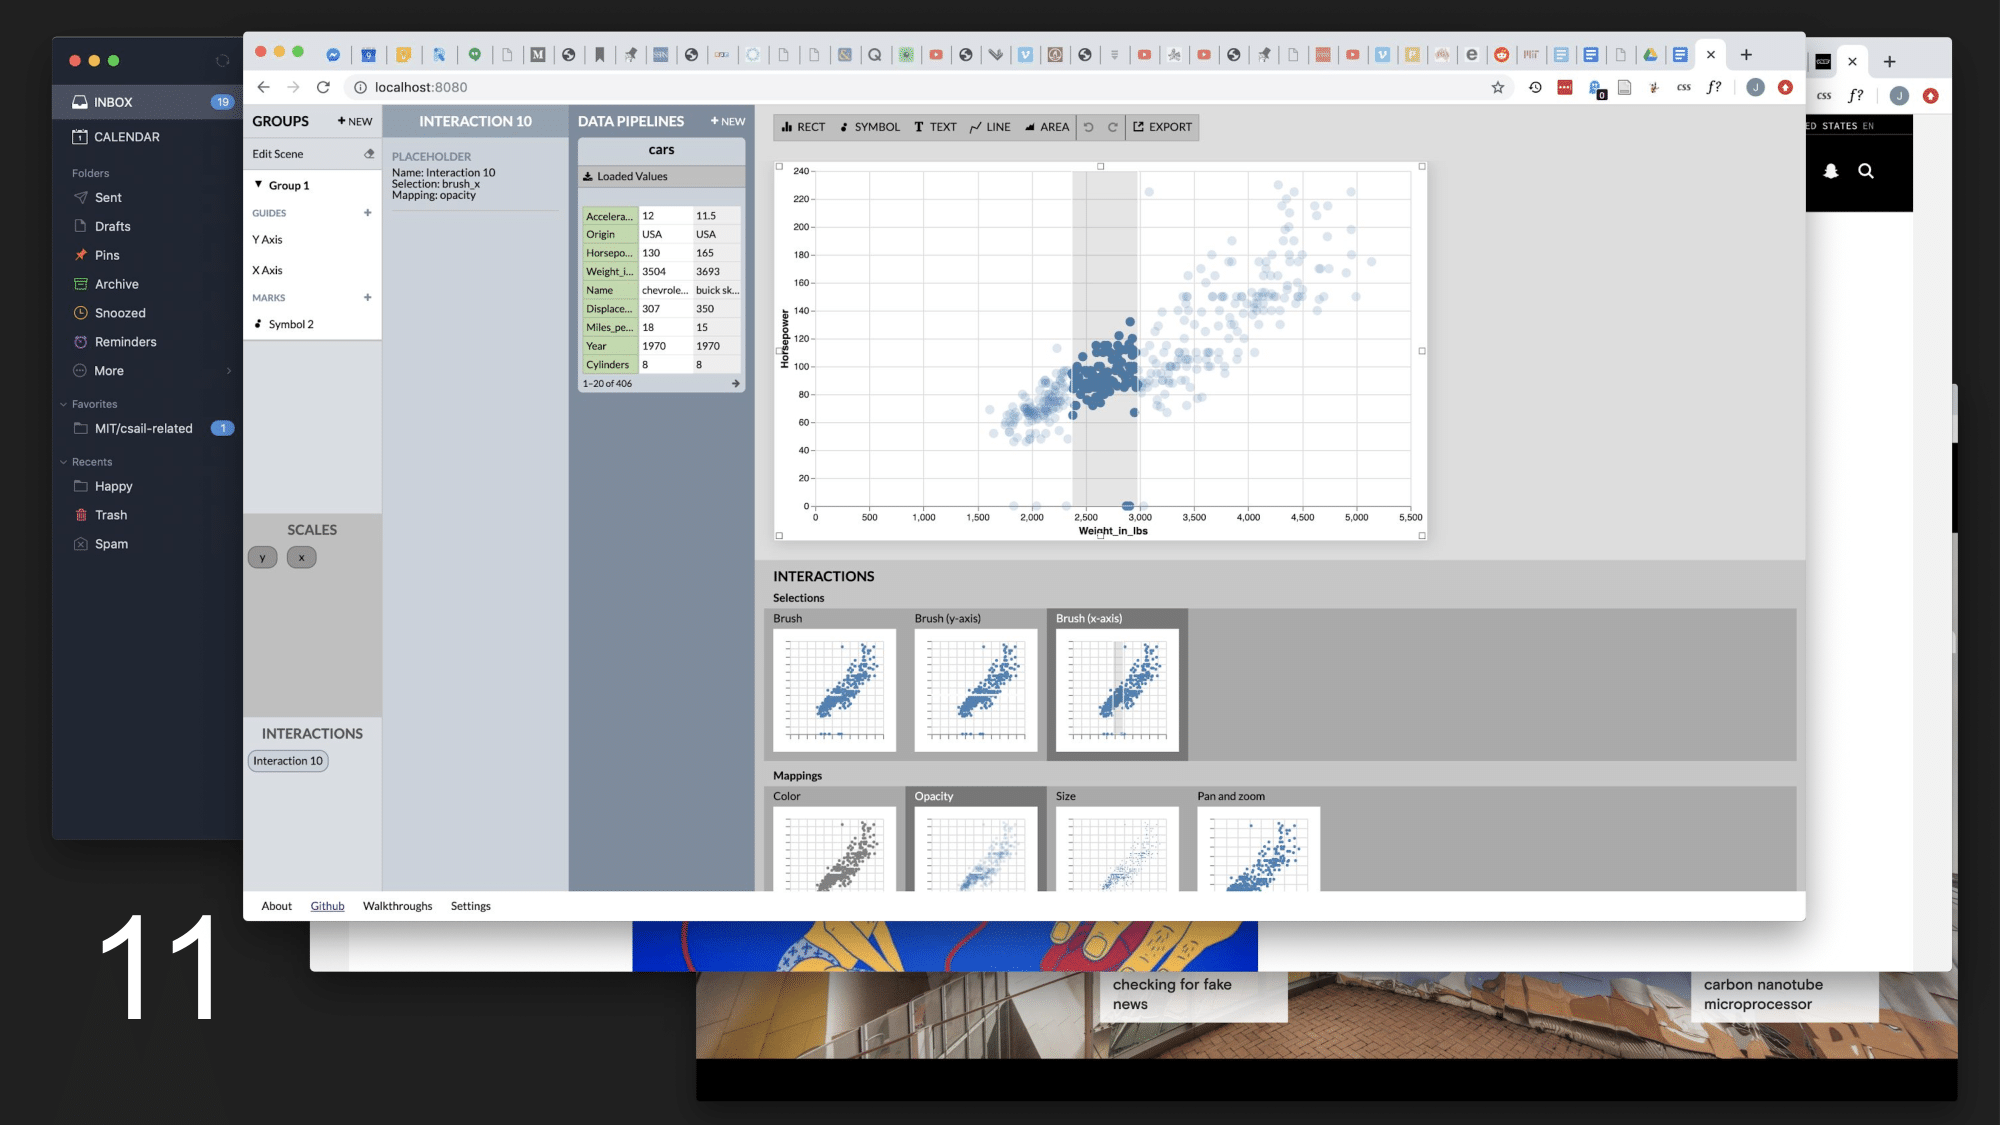 INBOX
19
CALENDAR
Folders
Sent
Drafts
Pins
Archive
Snoozed
Reminders
More
Favorites
MIT/csail-related
1
Recents
Happy
Trash
Spam
11
localhost:8080
css
f?
J
0
GROUPS
+ NEW
Edit Scene
Group 1
GUIDES
+
Y Axis
X Axis
MARKS
+
Symbol 2
SCALES
y
x
INTERACTIONS
Interaction 10
INTERACTION 10
PLACEHOLDER
Name: Interaction 10
Selection: brush_x
Mapping: opacity
DATA PIPELINES
+ NEW
cars
Loaded Values
Accelera... 12 11.5
Origin USA USA
Horsepo... 130 165
Weight_i... 3504 3693
Name chevrole... buick sk...
Displace... 307 350
Miles_pe... 18 15
Year 1970 1970
Cylinders 8 8
1–20 of 406
RECT SYMBOL TEXT LINE AREA EXPORT
240
220
200
180
160
140
120
100
80
60
40
20
0
Horsepower
0 500 1,000 1,500 2,000 2,500 3,000 3,500 4,000 4,500 5,000 5,500
Weight_in_lbs
INTERACTIONS
Selections
Brush
Brush (y-axis)
Brush (x-axis)
Mappings
Color
Opacity
Size
Pan and zoom
About Github Walkthroughs Settings
css
f?
J
ED STATES EN
checking for fake
news
carbon nanotube
microprocessor